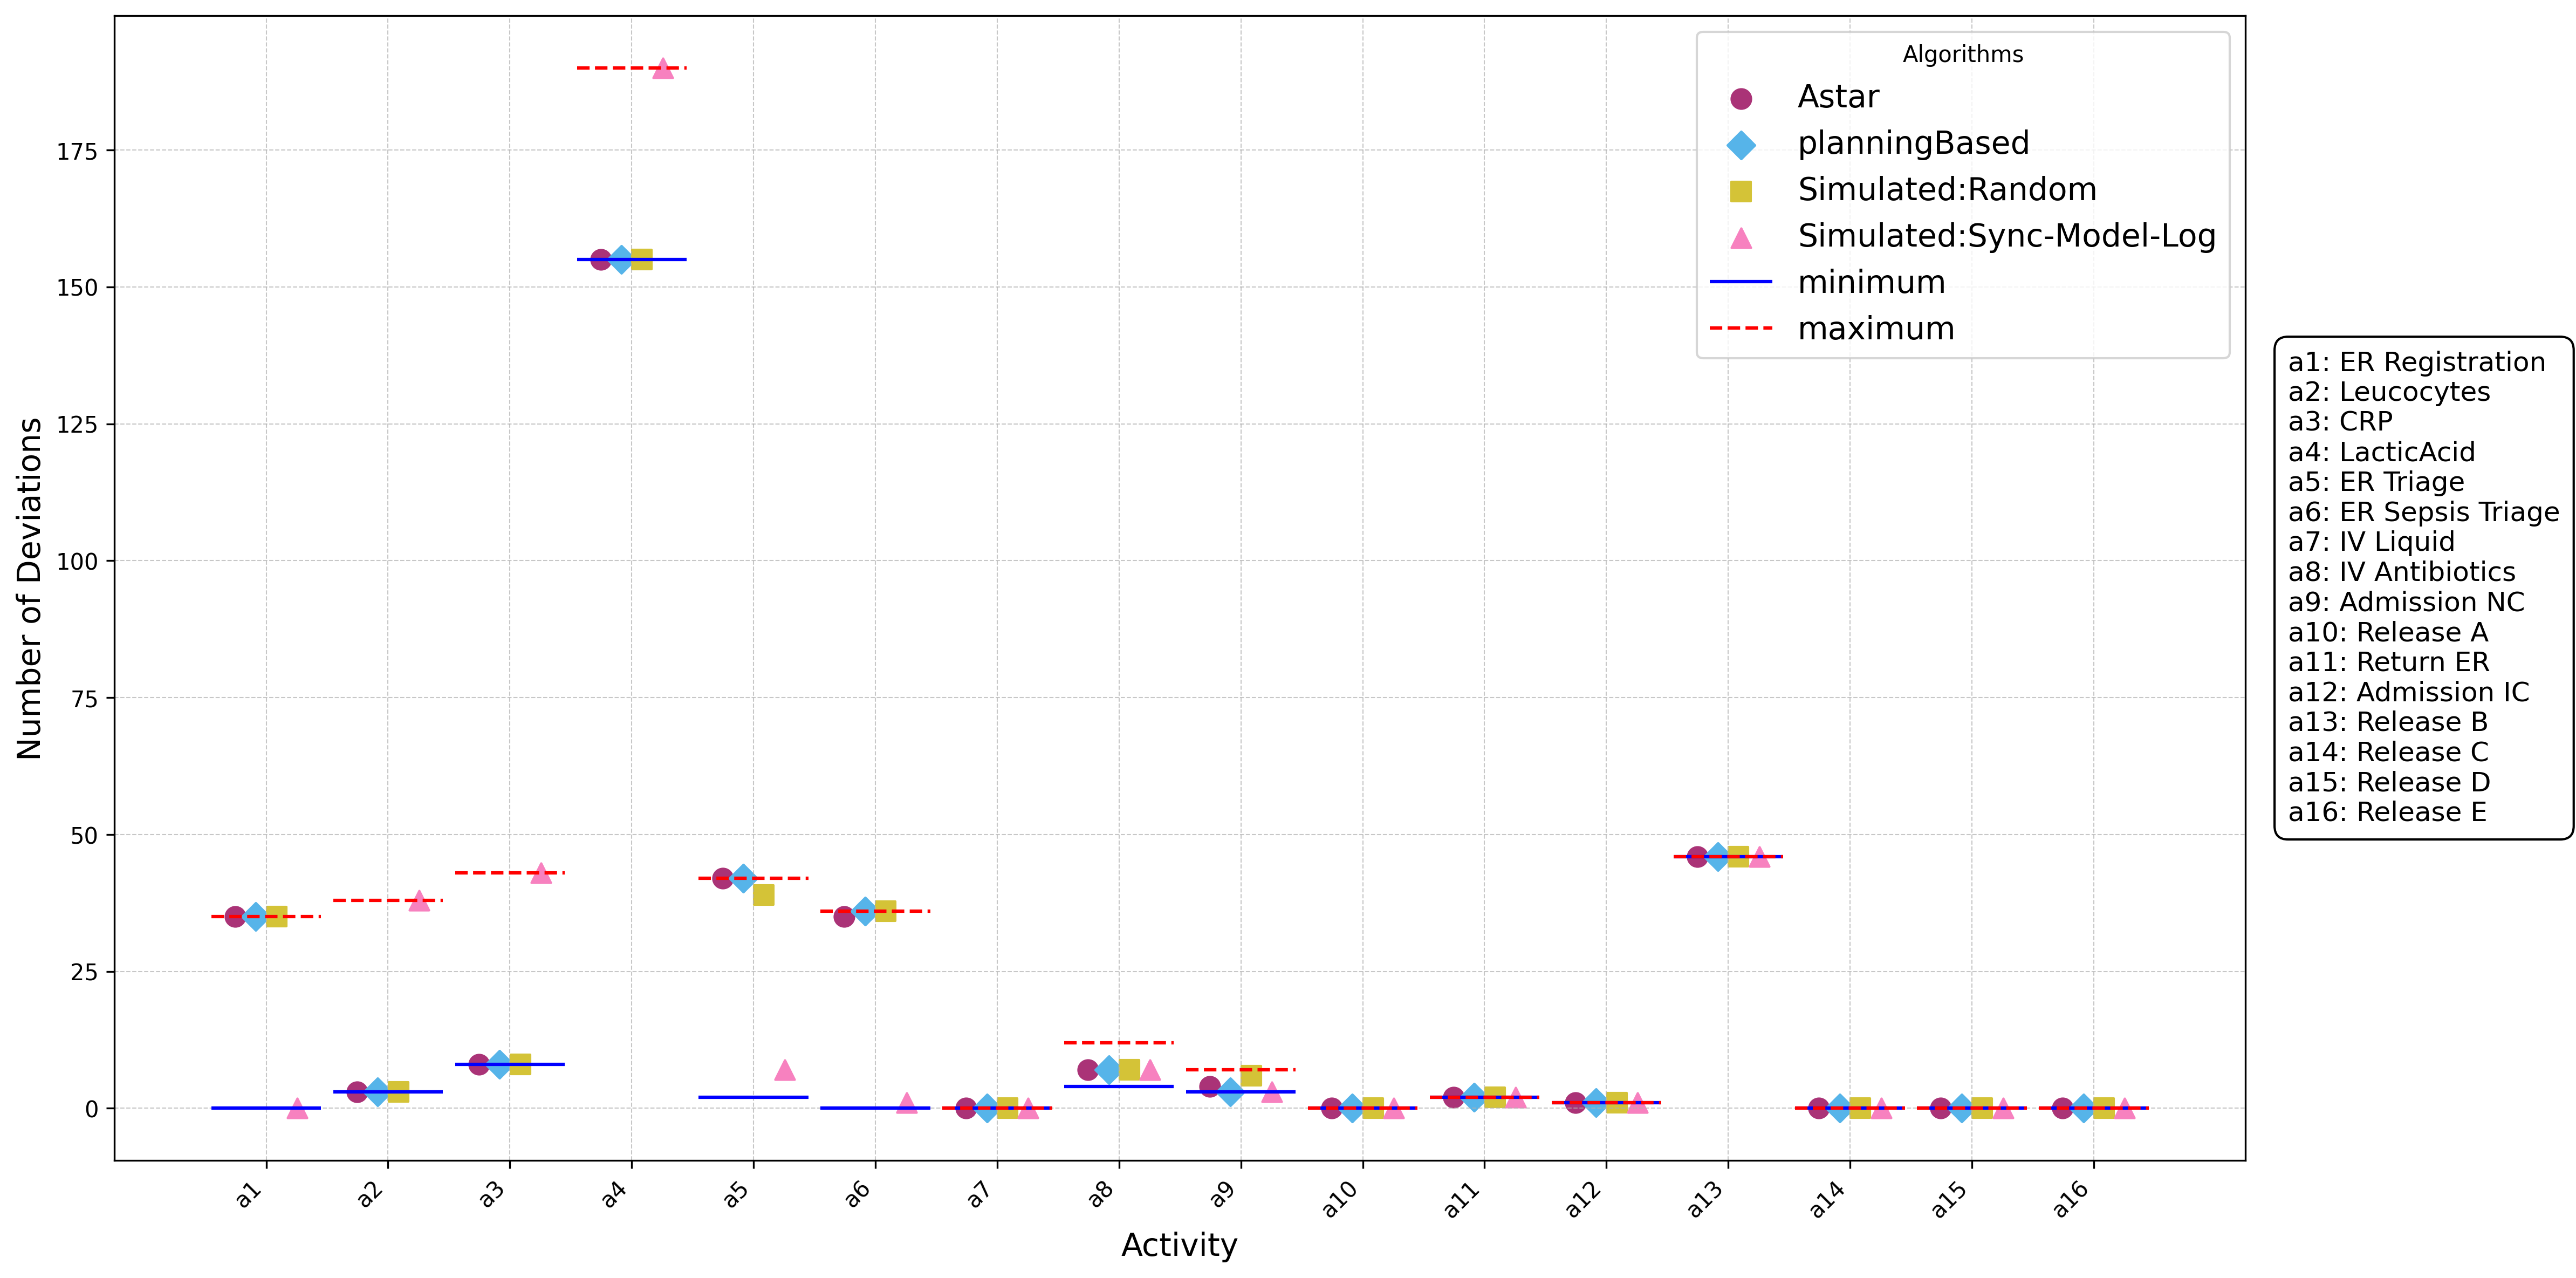 Algorithms
Astar
planningBased
Simulated:Random
Simulated:Sync-Model-Log
minimum
maximum
Number of Deviations
175
150
125
100
75
50
25
0
a1
a2
a3
a4
a5
a6
a7
a8
a9
a10
a11
a12
a13
a14
a15
a16
Activity
a1: ER Registration
a2: Leucocytes
a3: CRP
a4: LacticAcid
a5: ER Triage
a6: ER Sepsis Triage
a7: IV Liquid
a8: IV Antibiotics
a9: Admission NC
a10: Release A
a11: Return ER
a12: Admission IC
a13: Release B
a14: Release C
a15: Release D
a16: Release E